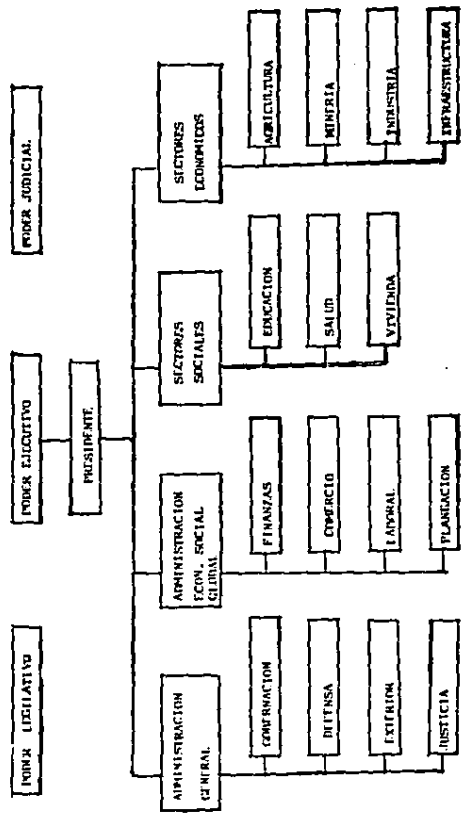 PODER LEGISLATIVO
PODER EJECUTIVO
PODER JUDICIAL
PRESIDENTE
ADMINISTRACION
GENERAL
ADMINISTRACION
ECON. SOCIAL
GLOBAL
SECTORES
SOCIALES
SECTORES
ECONOMICOS
GOBERNACION
DEFENSA
EXTERIOR
JUSTICIA
FINANZAS
COMERCIO
LABORAL
PLANEACION
EDUCACION
SALUD
VIVIENDA
AGRICULTURA
MINERIA
INDUSTRIA
INFRAESTRUCTURA